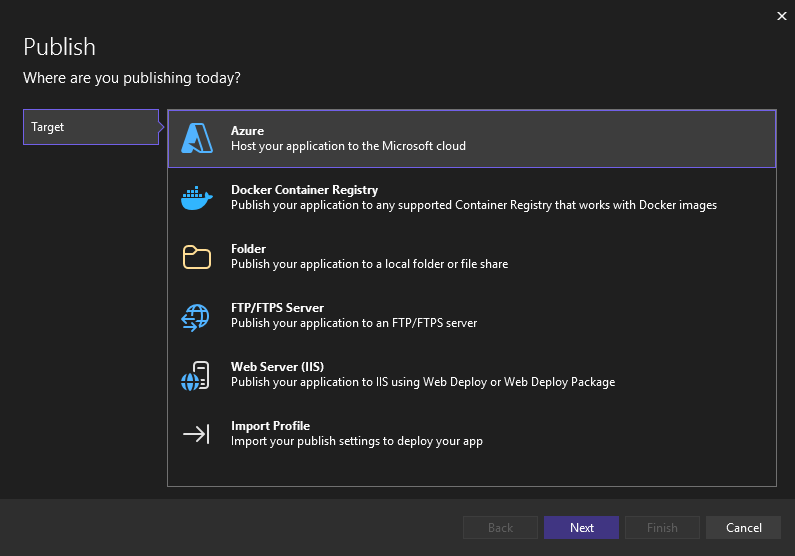 Publish
Where are you publishing today?
Target
Azure
Host your application to the Microsoft cloud
Docker Container Registry
Publish your application to any supported Container Registry that works with Docker images
Folder
Publish your application to a local folder or file share
FTP/FTPS Server
Publish your application to an FTP/FTPS server
Web Server (IIS)
Publish your application to IIS using Web Deploy or Web Deploy Package
Import Profile
Import your publish settings to deploy your app
Back
Next
Finish
Cancel